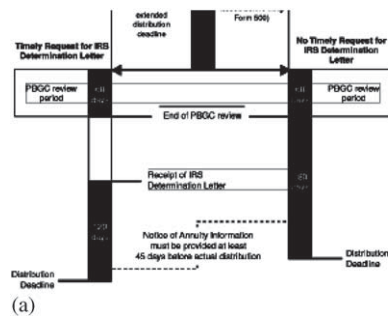 extended
distribution
deadline
Form 500)
Timely Request for IRS
Determination Letter
No Timely Request for
IRS Determination
Letter
PBGC review
period
PBGC review
period
End of PBGC review
Receipt of IRS
Determination Letter
Notice of Annuity Information
must be provided at least
45 days before actual distribution
Distribution
Deadline
Distribution
Deadline
(a)